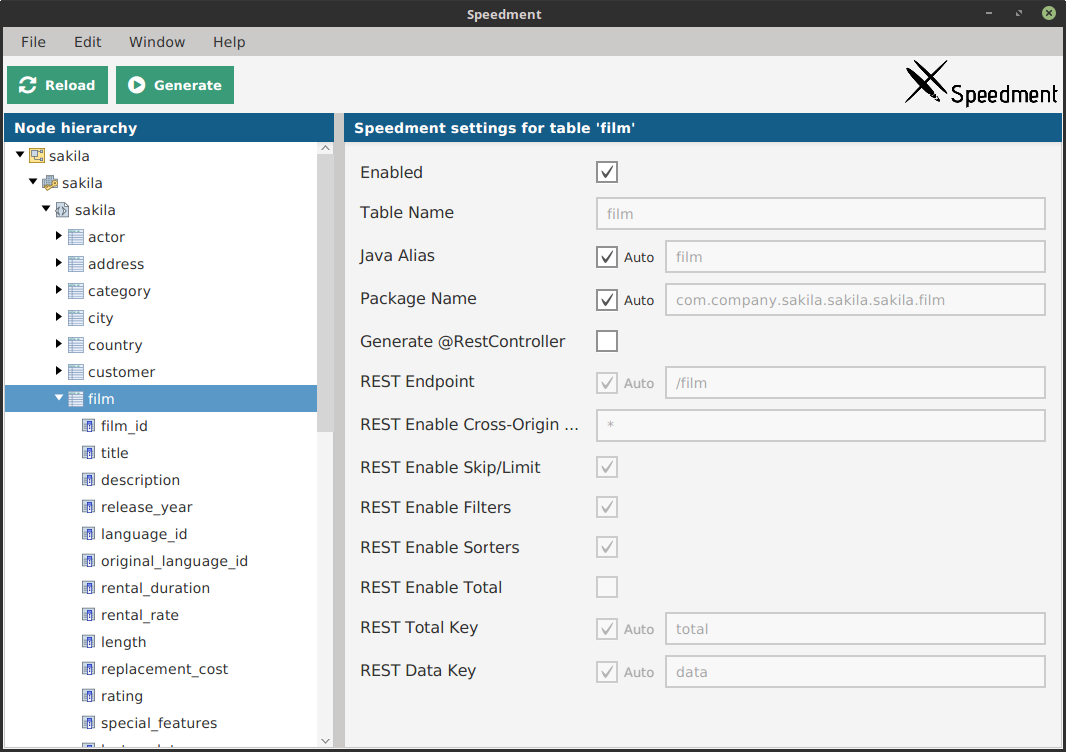 Speedment
File Edit Window Help
Reload Generate
Speedment
Node hierarchy
sakila
sakila
sakila
actor
address
category
city
country
customer
film
film_id
title
description
release_year
language_id
original_language_id
rental_duration
rental_rate
length
replacement_cost
rating
special_features
Speedment settings for table 'film'
Enabled
Table Name film
Java Alias Auto film
Package Name Auto com.company.sakila.sakila.sakila.film
Generate @RestController
REST Endpoint Auto /film
REST Enable Cross-Origin ... *
REST Enable Skip/Limit
REST Enable Filters
REST Enable Sorters
REST Enable Total
REST Total Key Auto total
REST Data Key Auto data